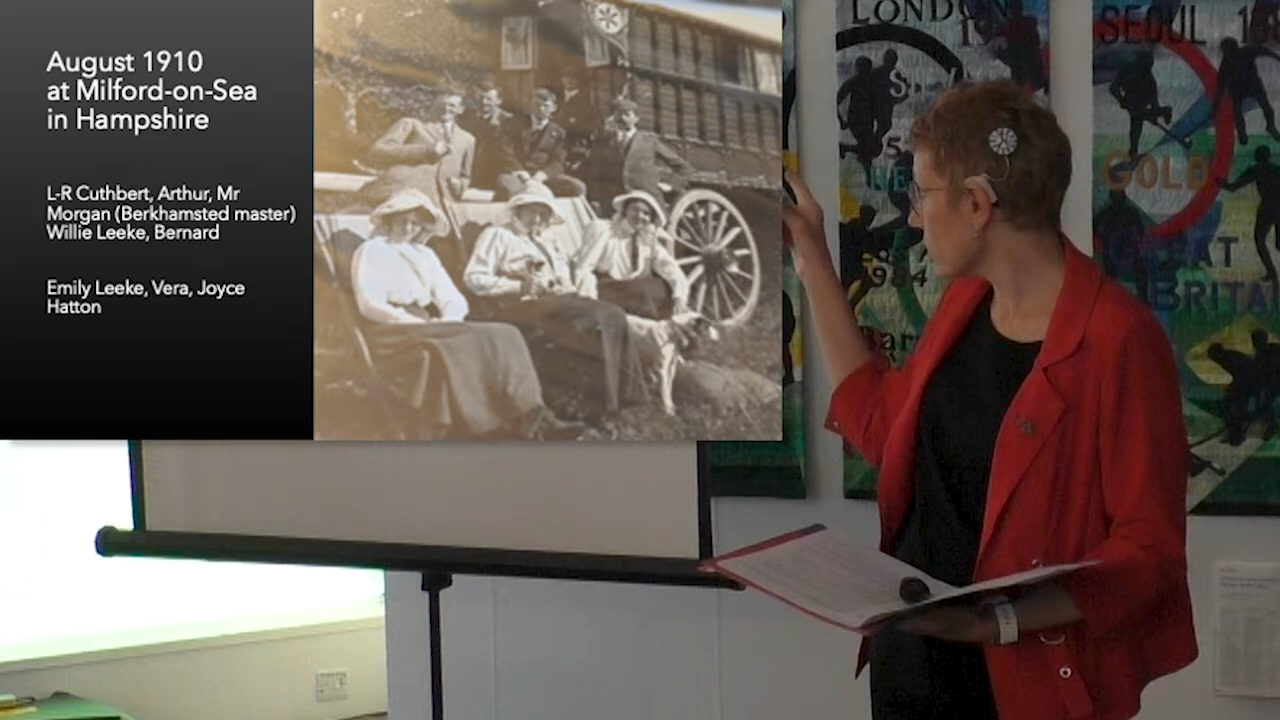 August 1910
at Milford-on-Sea
in Hampshire
L-R Cuthbert, Arthur, Mr
Morgan (Berkhamsted master)
Willie Leeke, Bernard
Emily Leeke, Vera, Joyce
Hatton
LONDON
1984
SEOUL
GOLD
GREAT
BRITAI